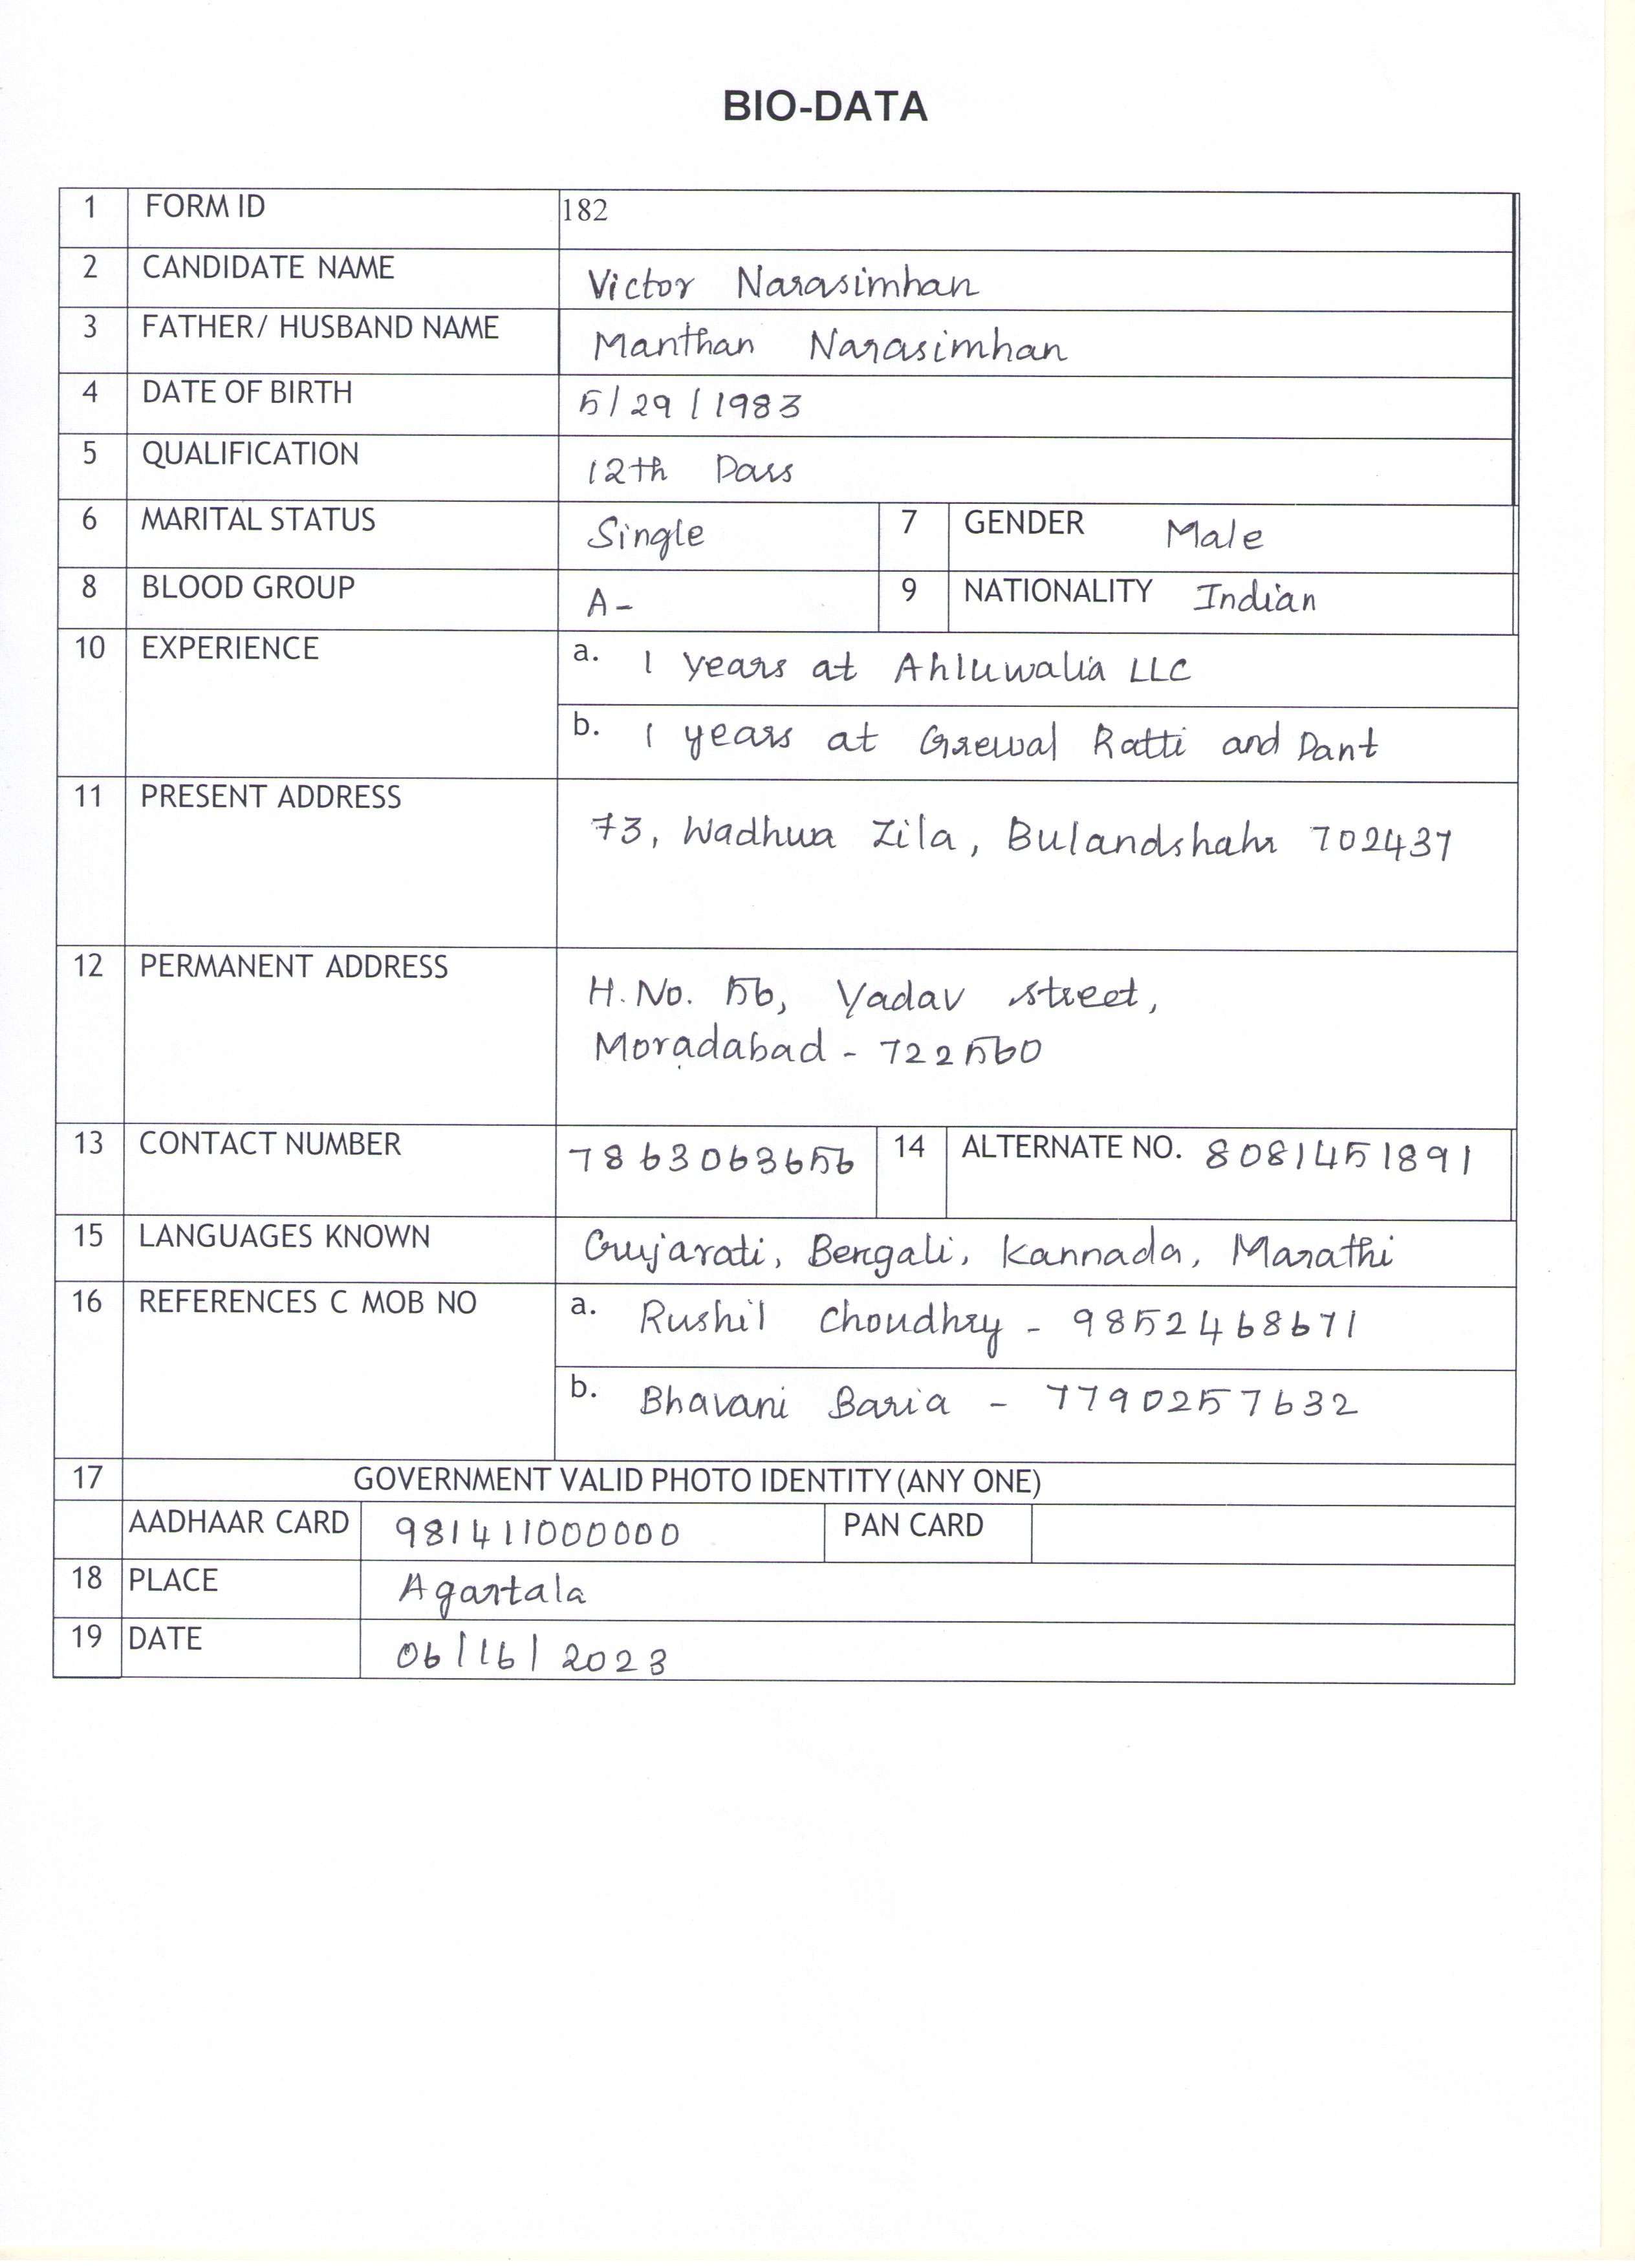 BIO-DATA
1 FORM ID 182
2 CANDIDATE NAME Victor Narasimhan
3 FATHER/ HUSBAND NAME Manthan Narasimhan
4 DATE OF BIRTH 5/29/1983
5 QUALIFICATION 12th Pass
6 MARITAL STATUS Single 7 GENDER Male
8 BLOOD GROUP A- 9 NATIONALITY Indian
10 EXPERIENCE a. 1 years at Ahluwalia LLC
b. 1 years at Grewal Ratti and Pant
11 PRESENT ADDRESS 73, Wadhwa Zila, Bulandshahr 702437
12 PERMANENT ADDRESS H.No. 56, Yadav street,
Moradabad - 722560
13 CONTACT NUMBER 7863063656 14 ALTERNATE NO. 8081451891
15 LANGUAGES KNOWN Gujarati, Bengali, Kannada, Marathi
16 REFERENCES C MOB NO a. Rushil Choudhry - 9852468671
b. Bhavani Baria - 7790257632
17 GOVERNMENT VALID PHOTO IDENTITY (ANY ONE)
AADHAAR CARD 981411000000 PAN CARD
18 PLACE Agartala
19 DATE 06/16/2023